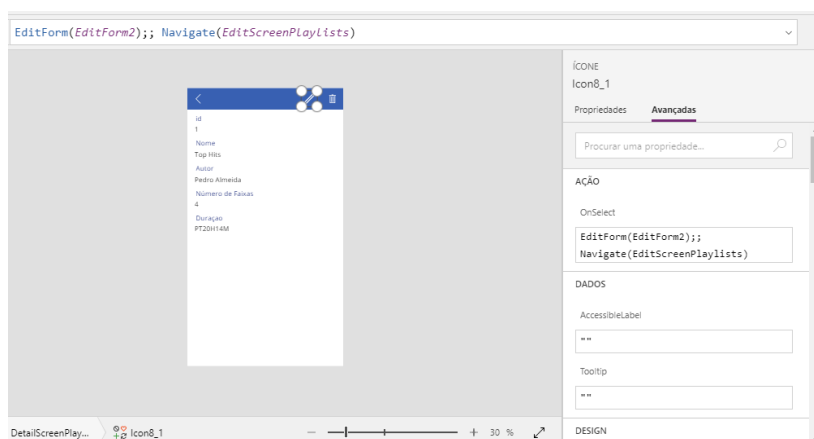 EditForm(EditForm2);; Navigate(EditScreenPlaylists)
id
1
Nome
Top Hits
Autor
Pedro Almeida
Número de Faixas
4
Duraçao
PT20H14M
ÍCONE
Icon8_1
Propriedades Avançadas
Procurar uma propriedade...
AÇÃO
OnSelect
EditForm(EditForm2);;
Navigate(EditScreenPlaylists)
DADOS
AccessibleLabel
""
Tooltip
""
DESIGN
DetailScreenPlay... Icon8_1 − + 30 %